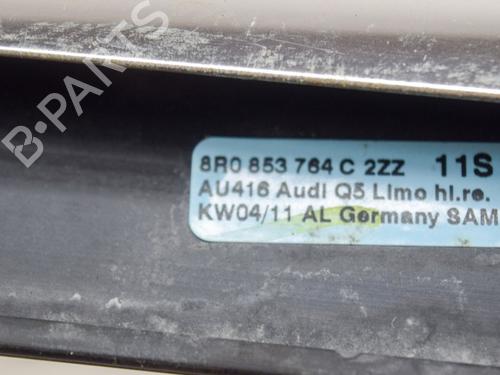 B-PARTS
8R0 853 764 C 2ZZ 11S
AU416 Audi Q5 Limo hl.re.
KW04/11 AL Germany SAM